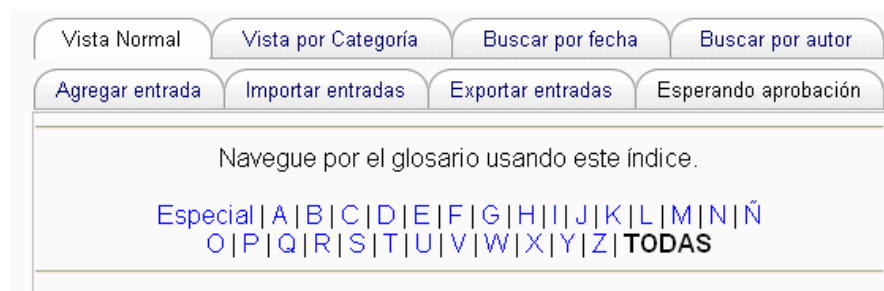 Vista Normal Vista por Categoría Buscar por fecha Buscar por autor
Agregar entrada Importar entradas Exportar entradas Esperando aprobación
Navegue por el glosario usando este índice.
Especial | A | B | C | D | E | F | G | H | I | J | K | L | M | N | Ñ
O | P | Q | R | S | T | U | V | W | X | Y | Z | TODAS